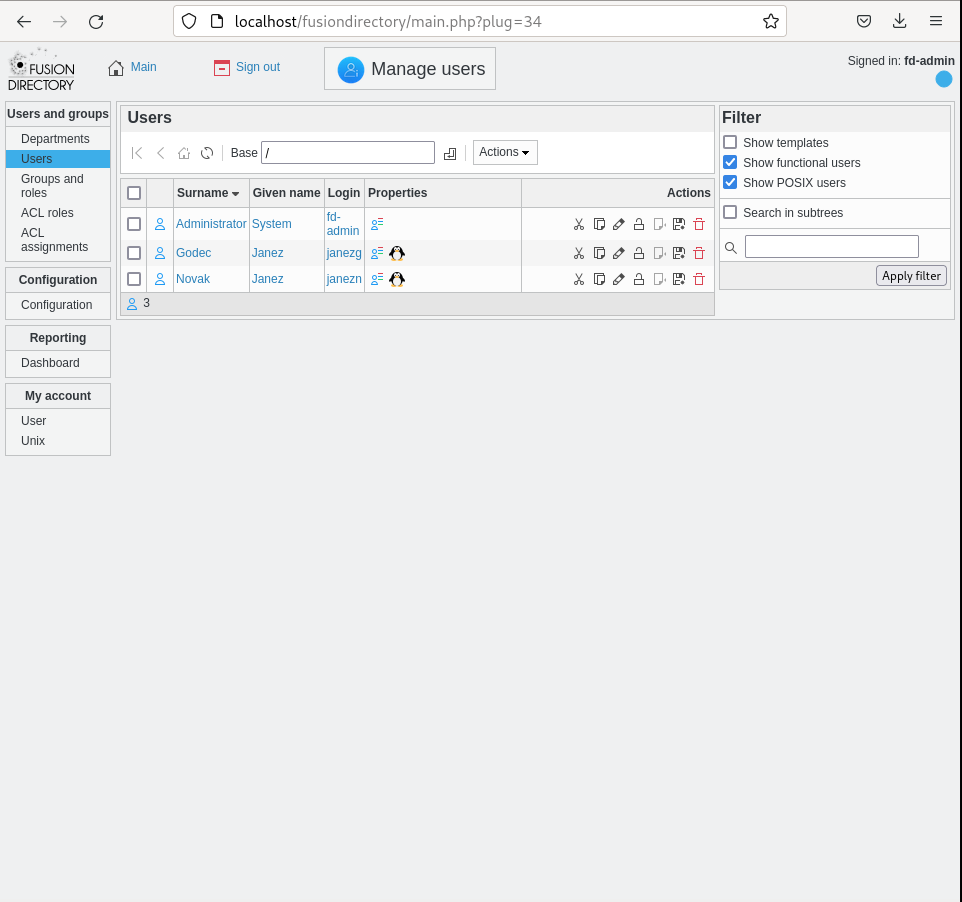 localhost/fusiondirectory/main.php?plug=34
FUSION
DIRECTORY
Main
Sign out
Manage users
Signed in: fd-admin
Users and groups
Departments
Users
Groups and
roles
ACL roles
ACL
assignments
Configuration
Configuration
Reporting
Dashboard
My account
User
Unix
Users
Base /
Actions
Surname Given name Login Properties Actions
Administrator System fd-
admin
Godec Janez janezg
Novak Janez janezn
3
Filter
Show templates
Show functional users
Show POSIX users
Search in subtrees
Apply filter